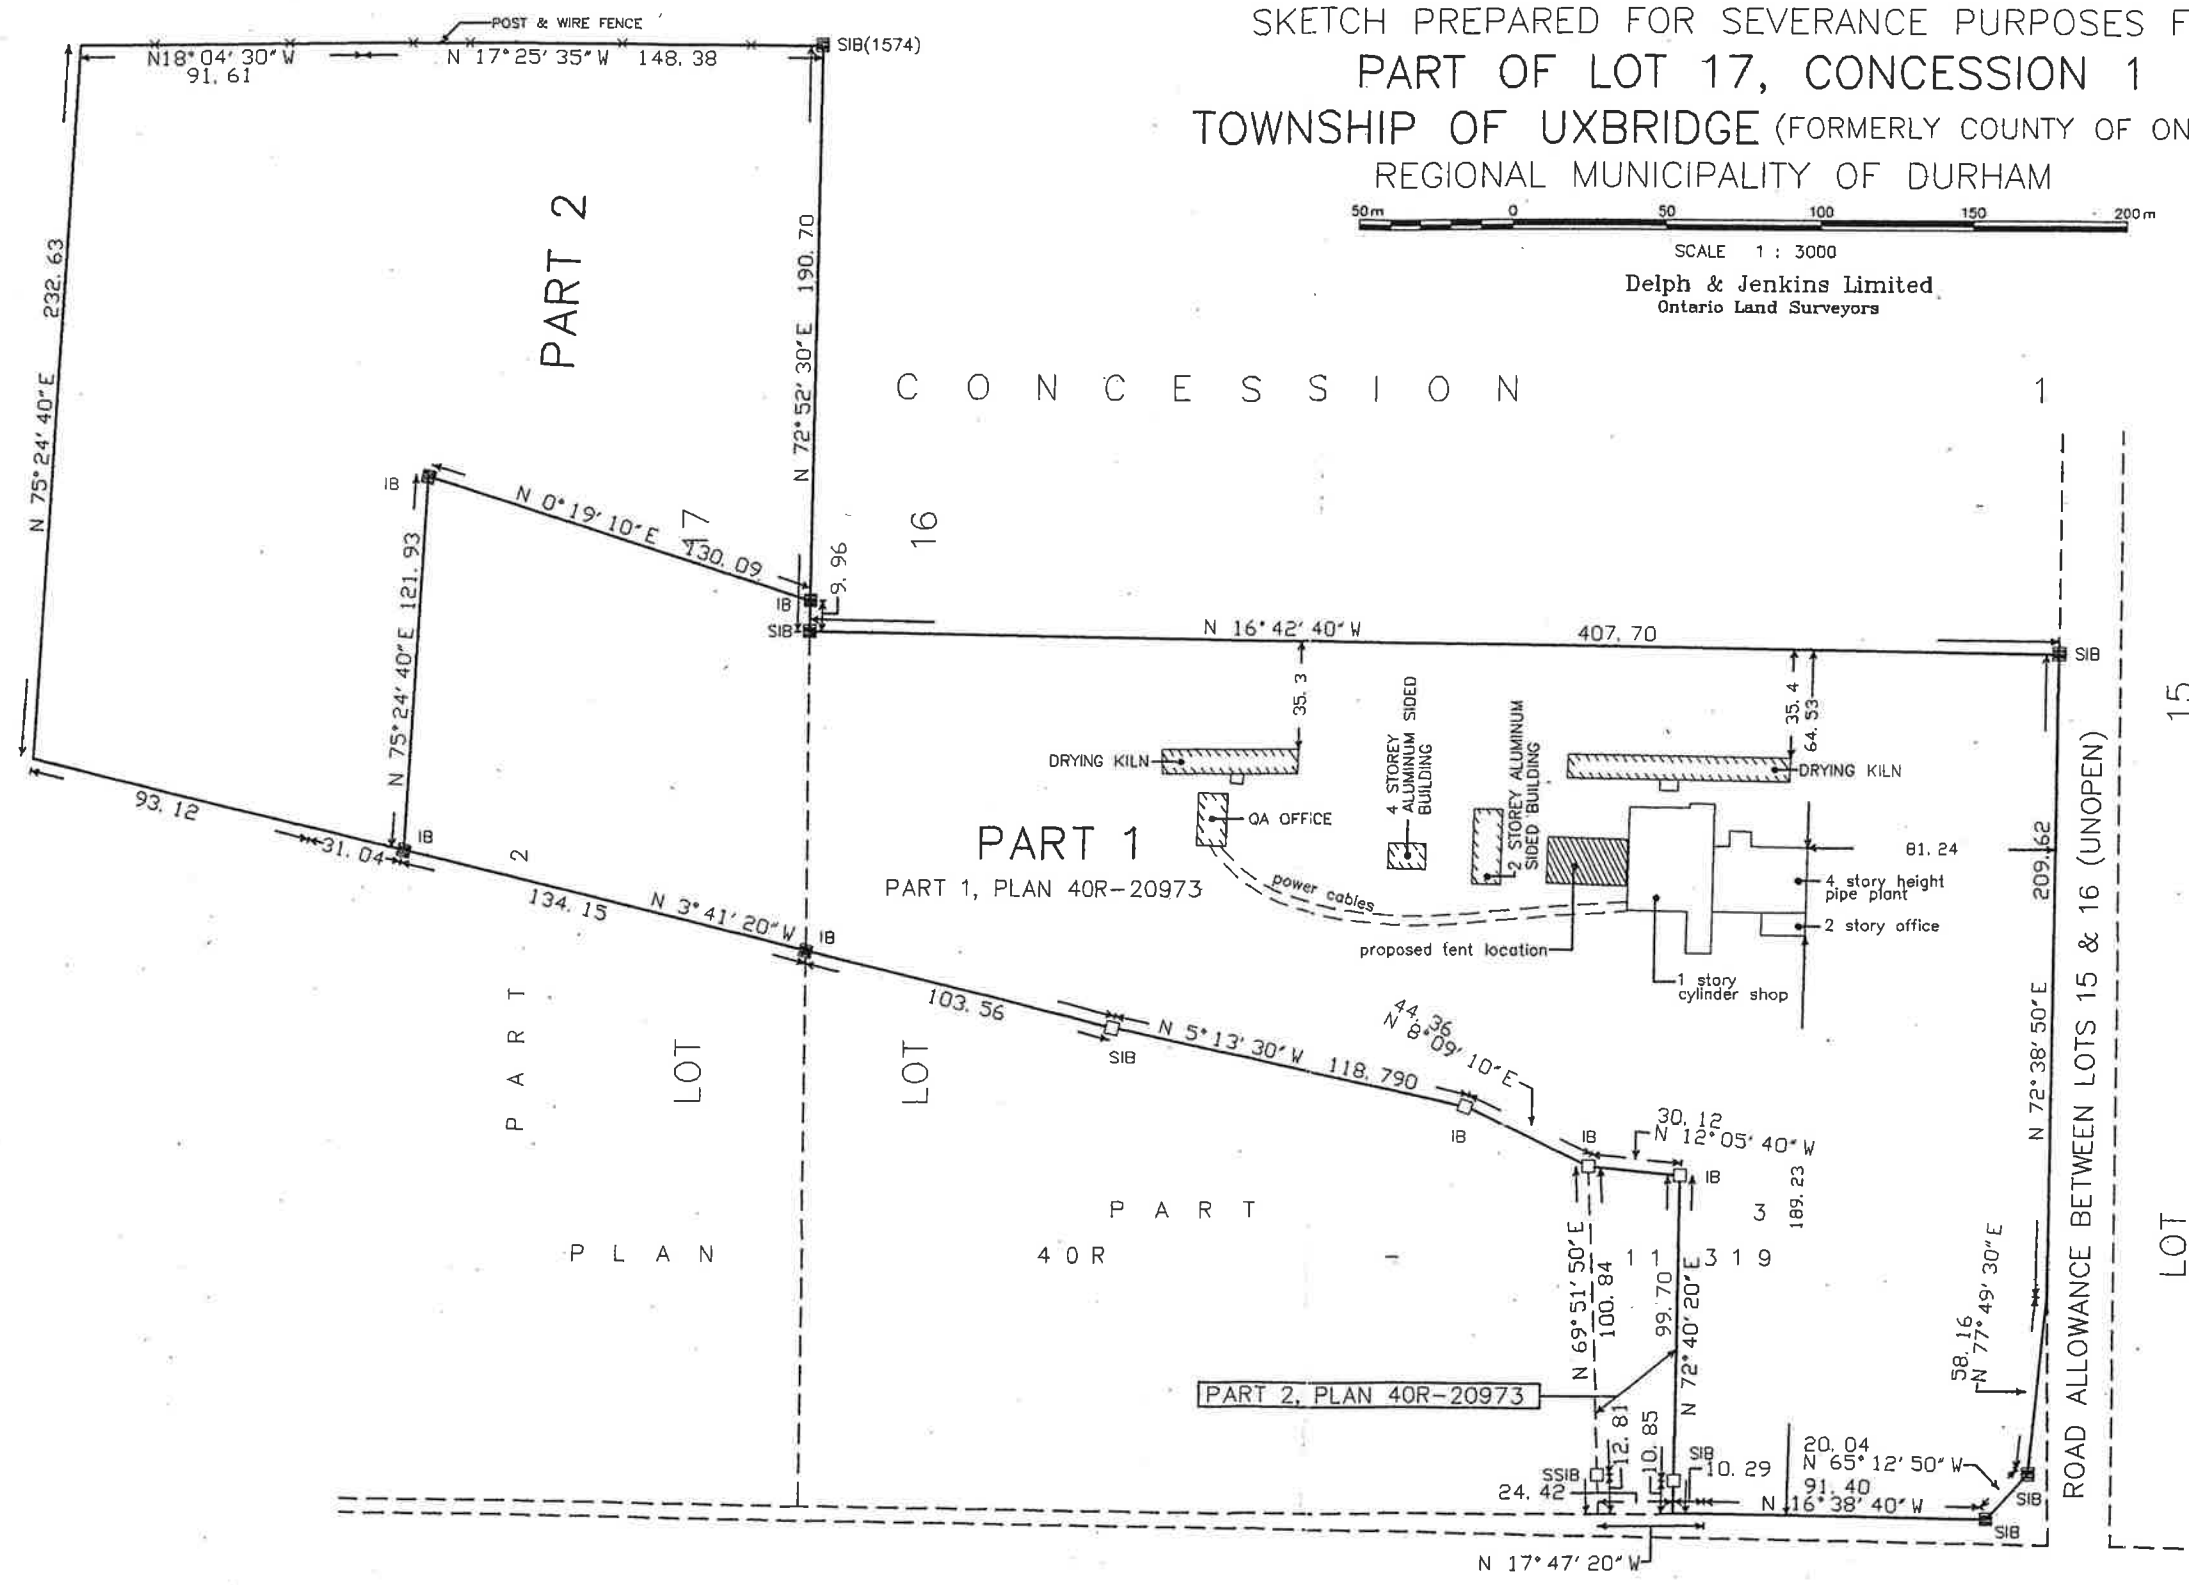 POST & WIRE FENCE
N18°04'30"W
91.61
N 17°25'35"W 148.38
SIB(1574)
SKETCH PREPARED FOR SEVERANCE PURPOSES F
PART OF LOT 17, CONCESSION 1
TOWNSHIP OF UXBRIDGE (FORMERLY COUNTY OF ON
REGIONAL MUNICIPALITY OF DURHAM
50m 0 50 100 150 200m
SCALE 1 : 3000
Delph & Jenkins Limited
Ontario Land Surveyors
N 75°24'40"E 232.63
PART 2
N 72°52'30"E 190.70
CONCESSION 1
IB
N 0°19'10"E 130.09
17
16
9.96
IB
SIB
N 75°24'40"E 121.93
N 16°42'40"W 407.70
SIB
15
35.3
35.4
64.53
DRYING KILN
4 STOREY
ALUMINUM SIDED
BUILDING
2 STOREY ALUMINUM
SIDED BUILDING
DRYING KILN
QA OFFICE
PART 1
PART 1, PLAN 40R-20973
power cables
81.24
4 story height
pipe plant
2 story office
proposed tent location
1 story
cylinder shop
209.62
N 72°38'50"E
ROAD ALLOWANCE BETWEEN LOTS 15 & 16 (UNOPEN)
93.12
31.04
IB
134.15
N 3°41'20"W
IB
103.56
SIB
N 5°13'30"W 118.790
IB
44.36
N 8°09'10"E
IB
30.12
N 12°05'40"W
IB
189.23
PART 2
LOT
LOT
LOT
PART 3
PLAN 40R - 11319
N 69°51'50"E
100.84
99.70
N 72°40'20"E
58.16
N 77°49'30"E
PART 2, PLAN 40R-20973
12.81
10.85
SSIB
24.42
SIB
10.29
20.04
N 65°12'50"W
91.40
N 16°38'40"W
SIB
SIB
N 17°47'20"W